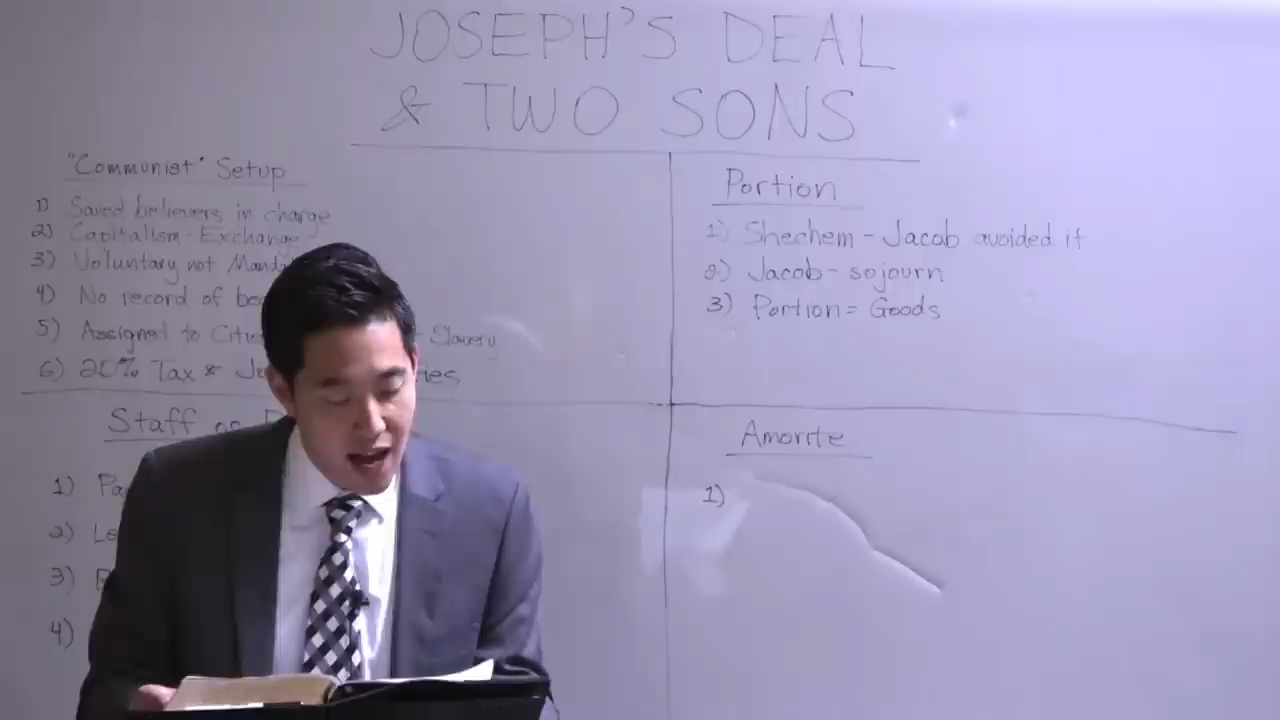 JOSEPH'S DEAL
& TWO SONS
"Communist" Setup
1) Saved believers in charge
2) Capitalism - Exchange
3) Voluntary not
4) No record of
5) Assigned to Slavery
6) 20% Tax &
Staff
1)
2)
3)
4)
Portion
1) Shechem - Jacob avoided it
2) Jacob - sojourn
3) Portion = Goods
Amorite
1)